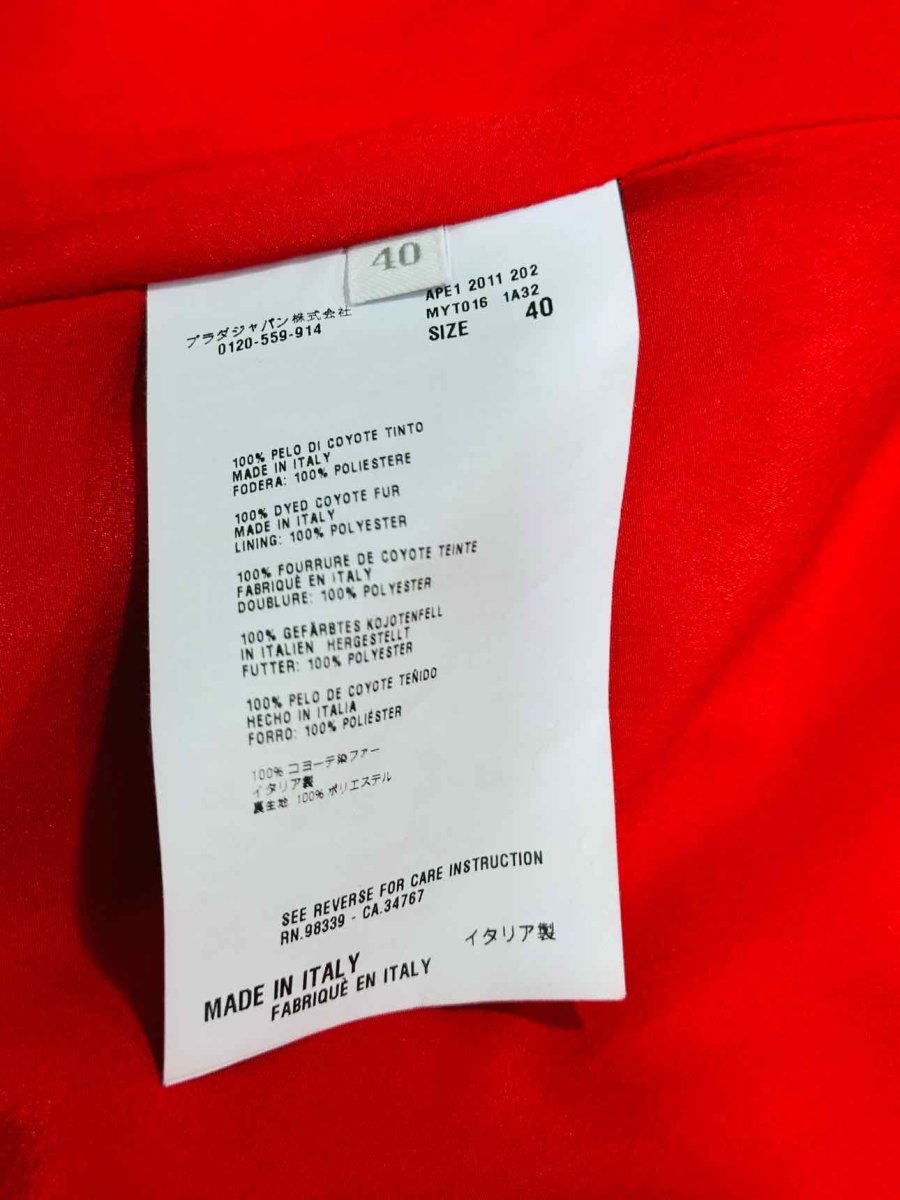 40
プラダジャパン株式会社
0120-559-914
APE1 2011 202
MYT016 1A32
SIZE 40
100% PELO DI COYOTE TINTO
MADE IN ITALY
FODERA: 100% POLIESTERE
100% DYED COYOTE FUR
MADE IN ITALY
LINING: 100% POLYESTER
100% FOURRURE DE COYOTE TEINTE
FABRIQUÈ EN ITALY
DOUBLURE: 100% POLYESTER
100% GEFÄRBTES KOJOTENFELL
IN ITALIEN HERGESTELLT
FUTTER: 100% POLYESTER
100% PELO DE COYOTE TEÑIDO
HECHO IN ITALIA
FORRO: 100% POLIÉSTER
100% コヨーテ染ファー
イタリア製
裏生地 100% ポリエステル
SEE REVERSE FOR CARE INSTRUCTION
RN.98339 - CA.34767
イタリア製
MADE IN ITALY
FABRIQUÈ EN ITALY